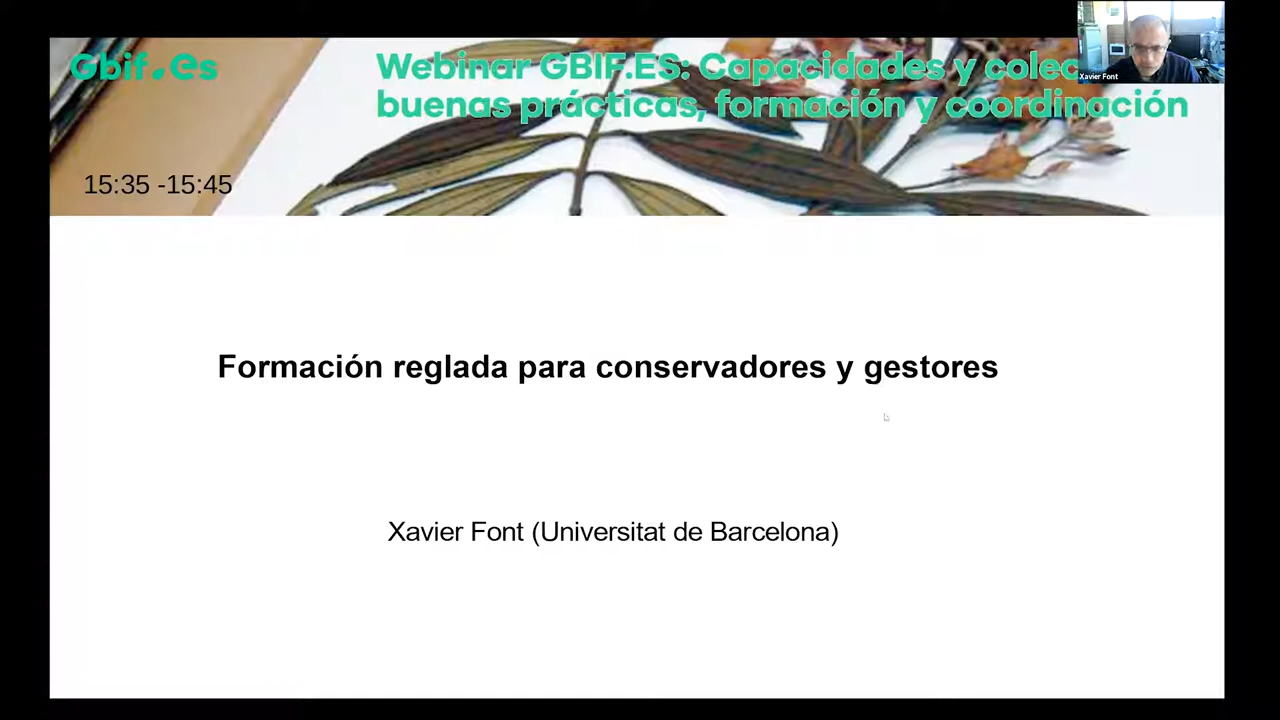 Gbif.es
Webinar GBIF.ES: Capacidades y colec
buenas prácticas, formación y coordinación
Xavier Font
15:35 -15:45
Formación reglada para conservadores y gestores
Xavier Font (Universitat de Barcelona)